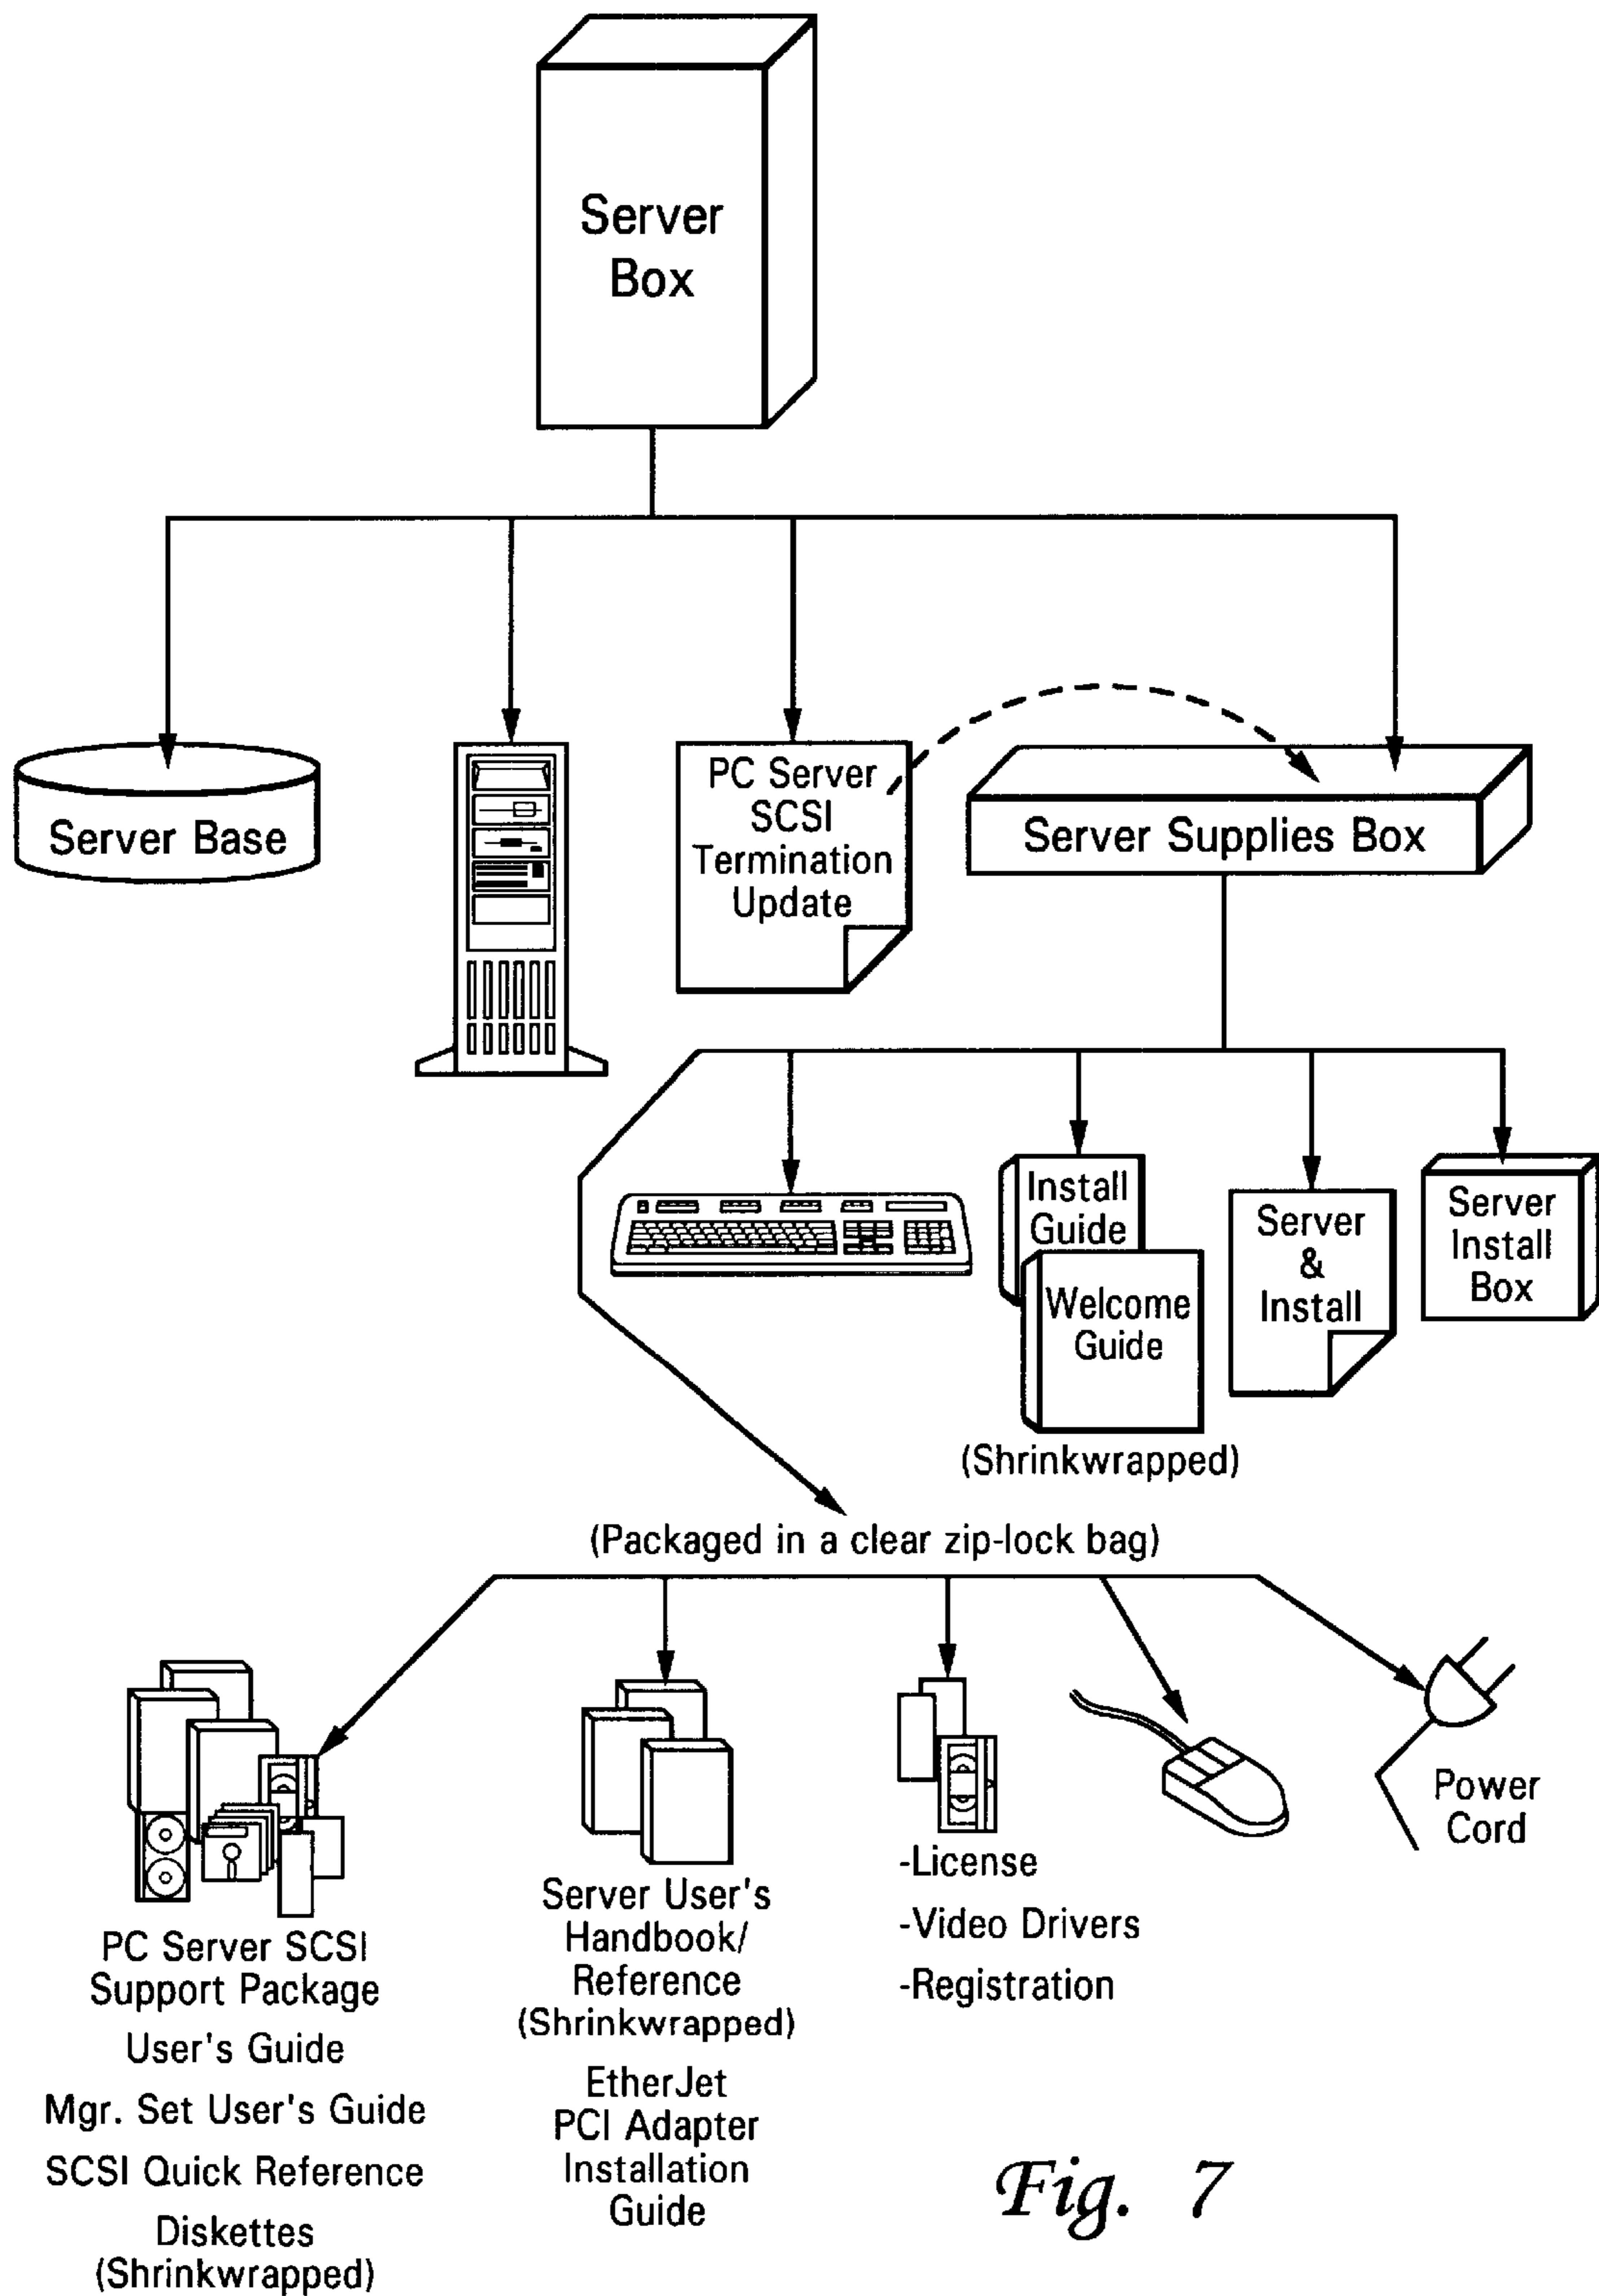 Server
Box
Server Base
PC Server
SCSI
Termination
Update
Server Supplies Box
Install
Guide
Welcome
Guide
(Shrinkwrapped)
Server
&
Install
Server
Install
Box
(Packaged in a clear zip-lock bag)
PC Server SCSI
Support Package
User's Guide
Mgr. Set User's Guide
SCSI Quick Reference
Diskettes
(Shrinkwrapped)
Server User's
Handbook/
Reference
(Shrinkwrapped)
EtherJet
PCI Adapter
Installation
Guide
-License
-Video Drivers
-Registration
Power
Cord
Fig. 7